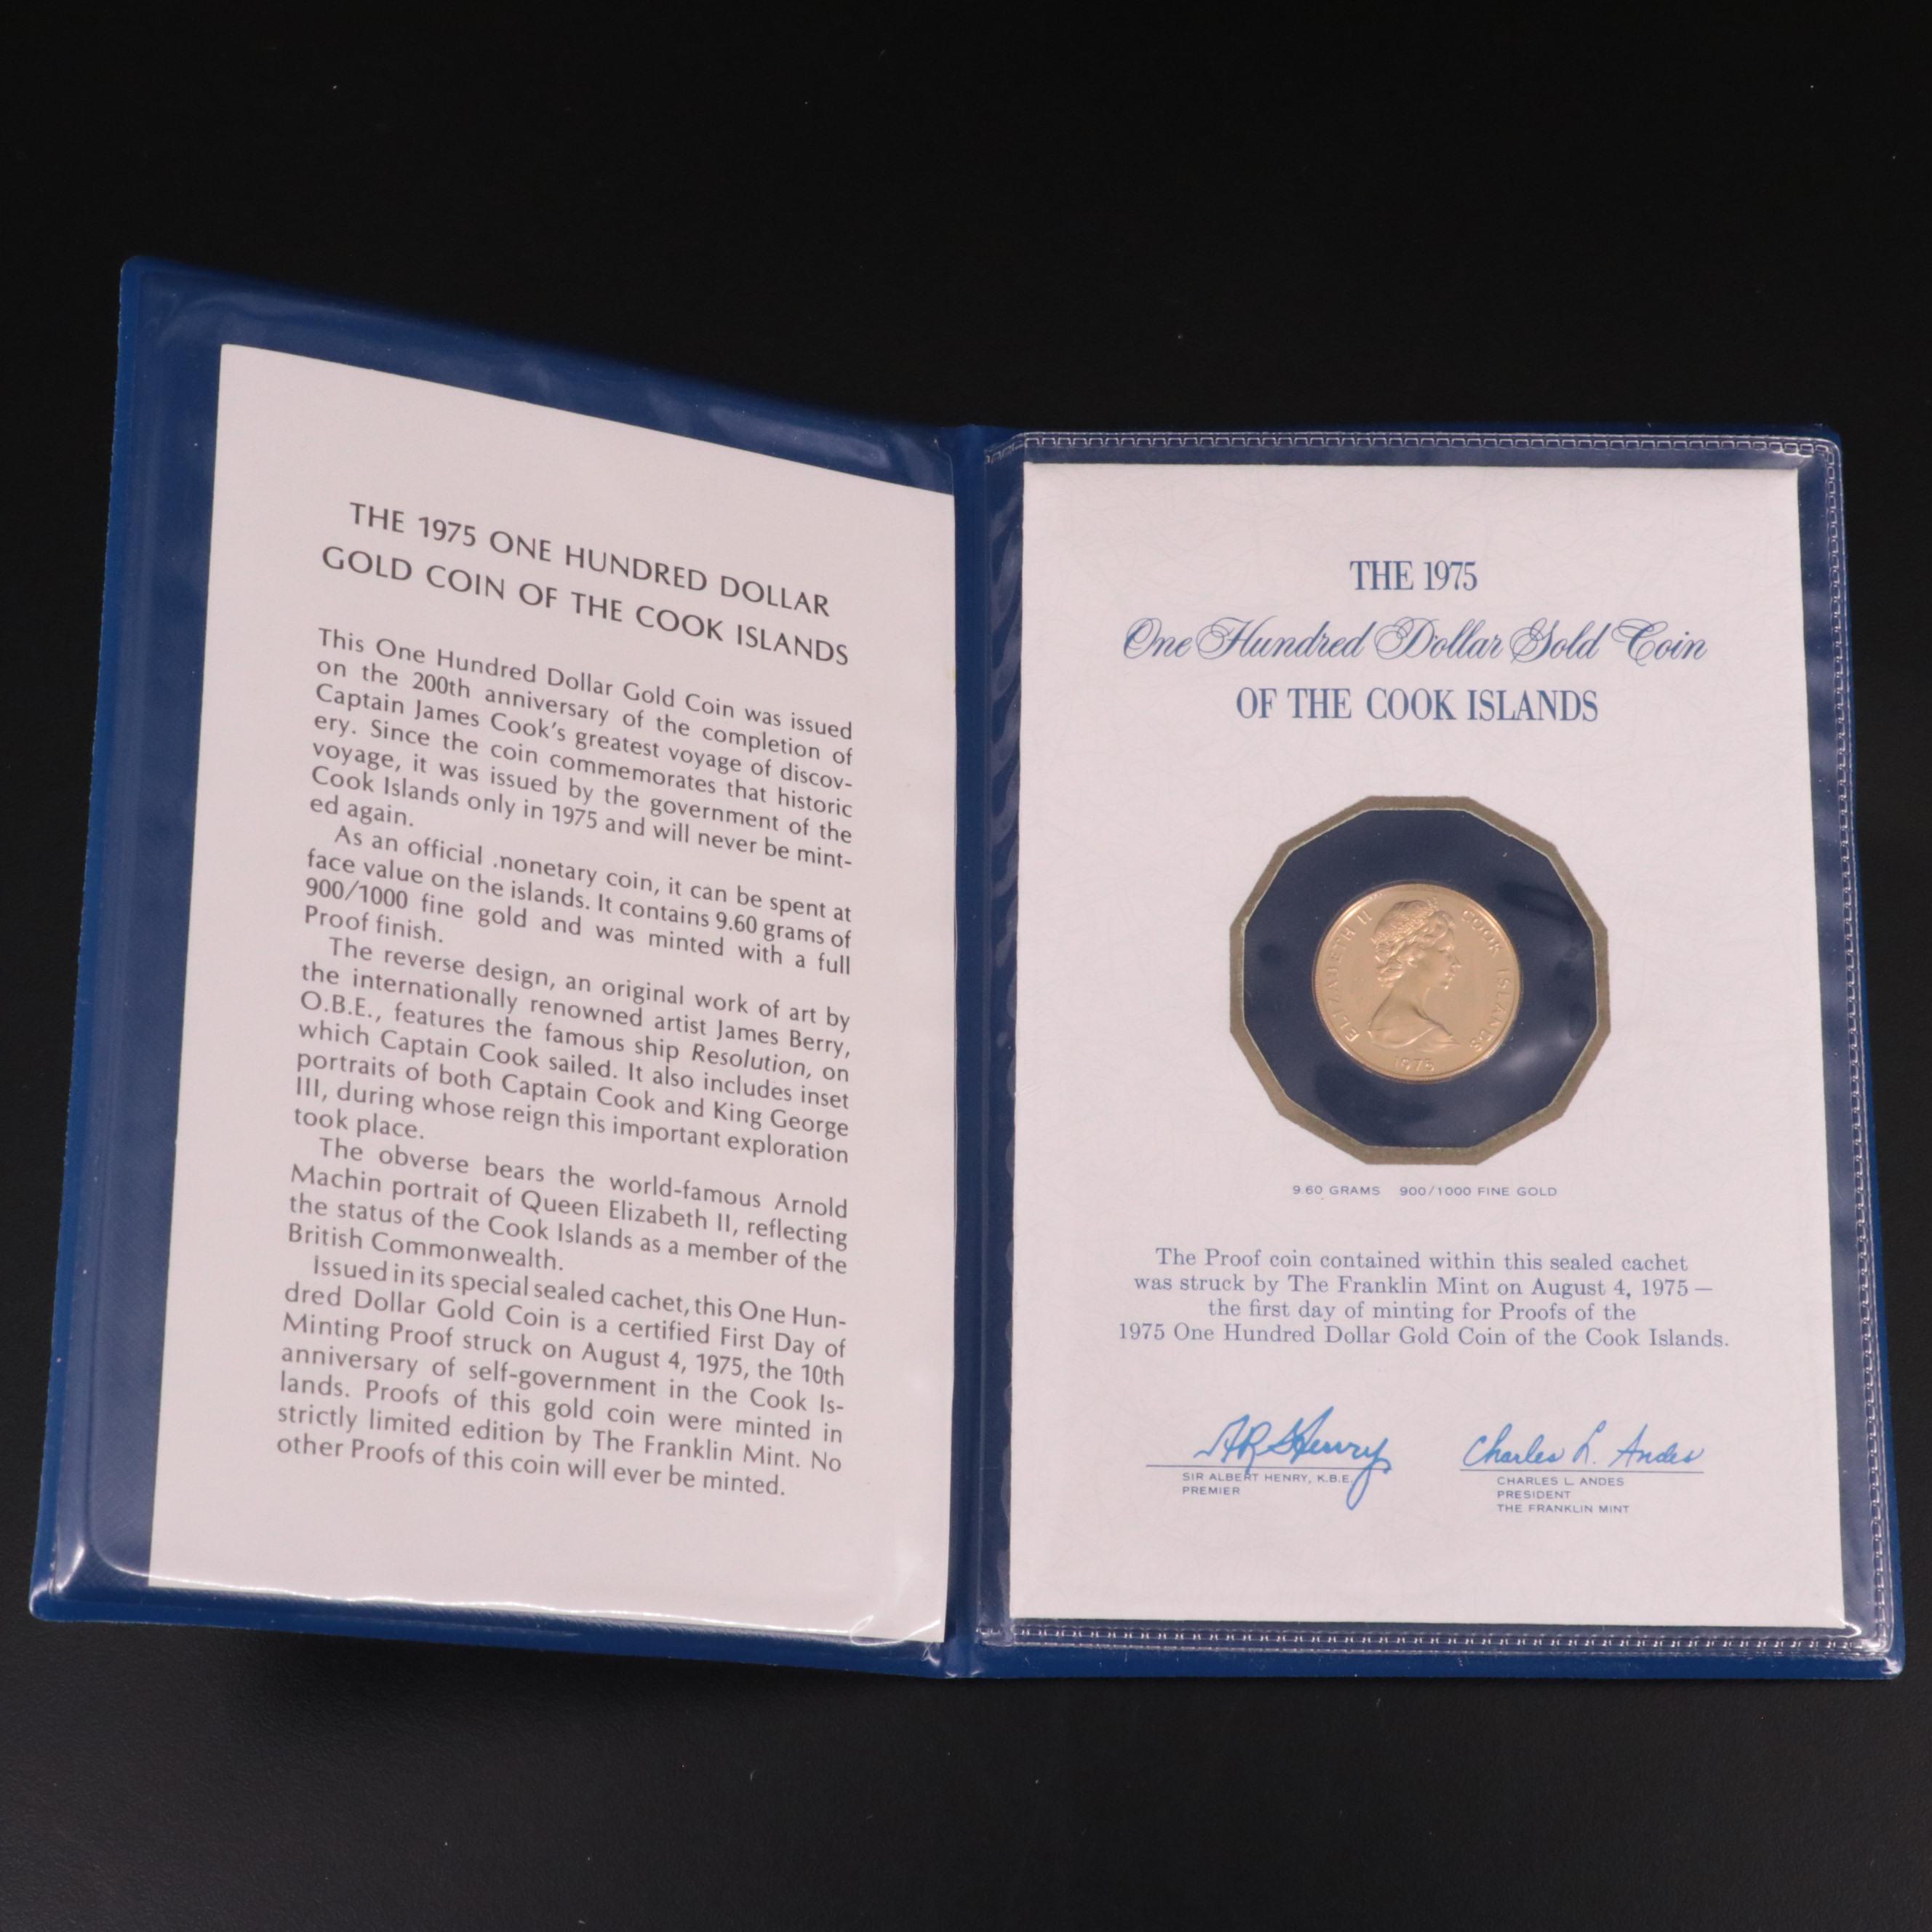 THE 1975 ONE HUNDRED DOLLAR
GOLD COIN OF THE COOK ISLANDS
This One Hundred Dollar Gold Coin was issued
on the 200th anniversary of the completion of
Captain James Cook's greatest voyage of discov-
ery. Since the coin commemorates that historic
voyage, it was issued by the government of the
Cook Islands only in 1975 and will never be mint-
ed again.
As an official .nonetary coin, it can be spent at
face value on the islands. It contains 9.60 grams of
900/1000 fine gold and was minted with a full
Proof finish.
The reverse design, an original work of art by
the internationally renowned artist James Berry,
O.B.E., features the famous ship Resolution, on
which Captain Cook sailed. It also includes inset
portraits of both Captain Cook and King George
III, during whose reign this important exploration
took place.
The obverse bears the world-famous Arnold
Machin portrait of Queen Elizabeth II, reflecting
the status of the Cook Islands as a member of the
British Commonwealth.
Issued in its special sealed cachet, this One Hun-
dred Dollar Gold Coin is a certified First Day of
Minting Proof struck on August 4, 1975, the 10th
anniversary of self-government in the Cook Is-
lands. Proofs of this gold coin were minted in
strictly limited edition by The Franklin Mint. No
other Proofs of this coin will ever be minted.
THE 1975
One Hundred Dollar Gold Coin
OF THE COOK ISLANDS
ELIZABETH II COOK ISLANDS
1975
9.60 GRAMS 900/1000 FINE GOLD
The Proof coin contained within this sealed cachet
was struck by The Franklin Mint on August 4, 1975 —
the first day of minting for Proofs of the
1975 One Hundred Dollar Gold Coin of the Cook Islands.
ARHenry Charles L. Andes
SIR ALBERT HENRY, K.B.E.
PREMIER
CHARLES L. ANDES
PRESIDENT
THE FRANKLIN MINT